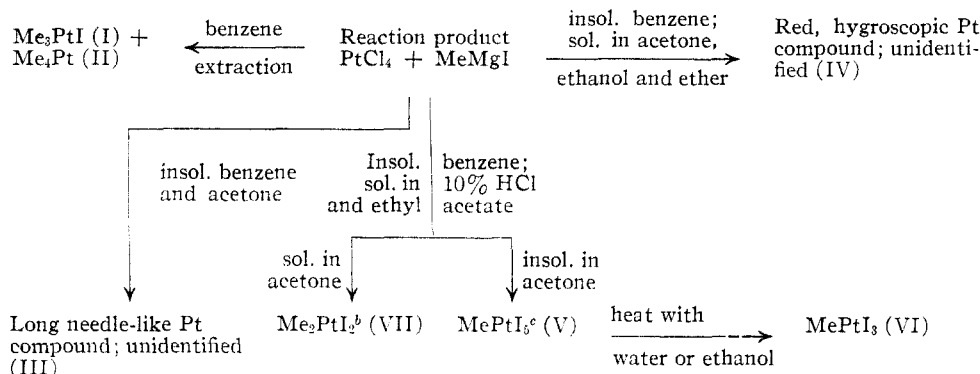 Me₃PtI (I) +
Me₄Pt (II)
benzene
extraction
Reaction product
PtCl₄ + MeMgI
insol. benzene;
sol. in acetone,
ethanol and ether
Red, hygroscopic Pt
compound; unidenti-
fied (IV)
insol. benzene
and acetone
Insol. benzene;
sol. in 10% HCl
and ethyl acetate
sol. in
acetone
insol. in
acetone
Long needle-like Pt
compound; unidentified
(III)
Me₂PtI₂ᵇ (VII)
MePtI₅ᶜ (V)
heat with
water or ethanol
MePtI₃ (VI)